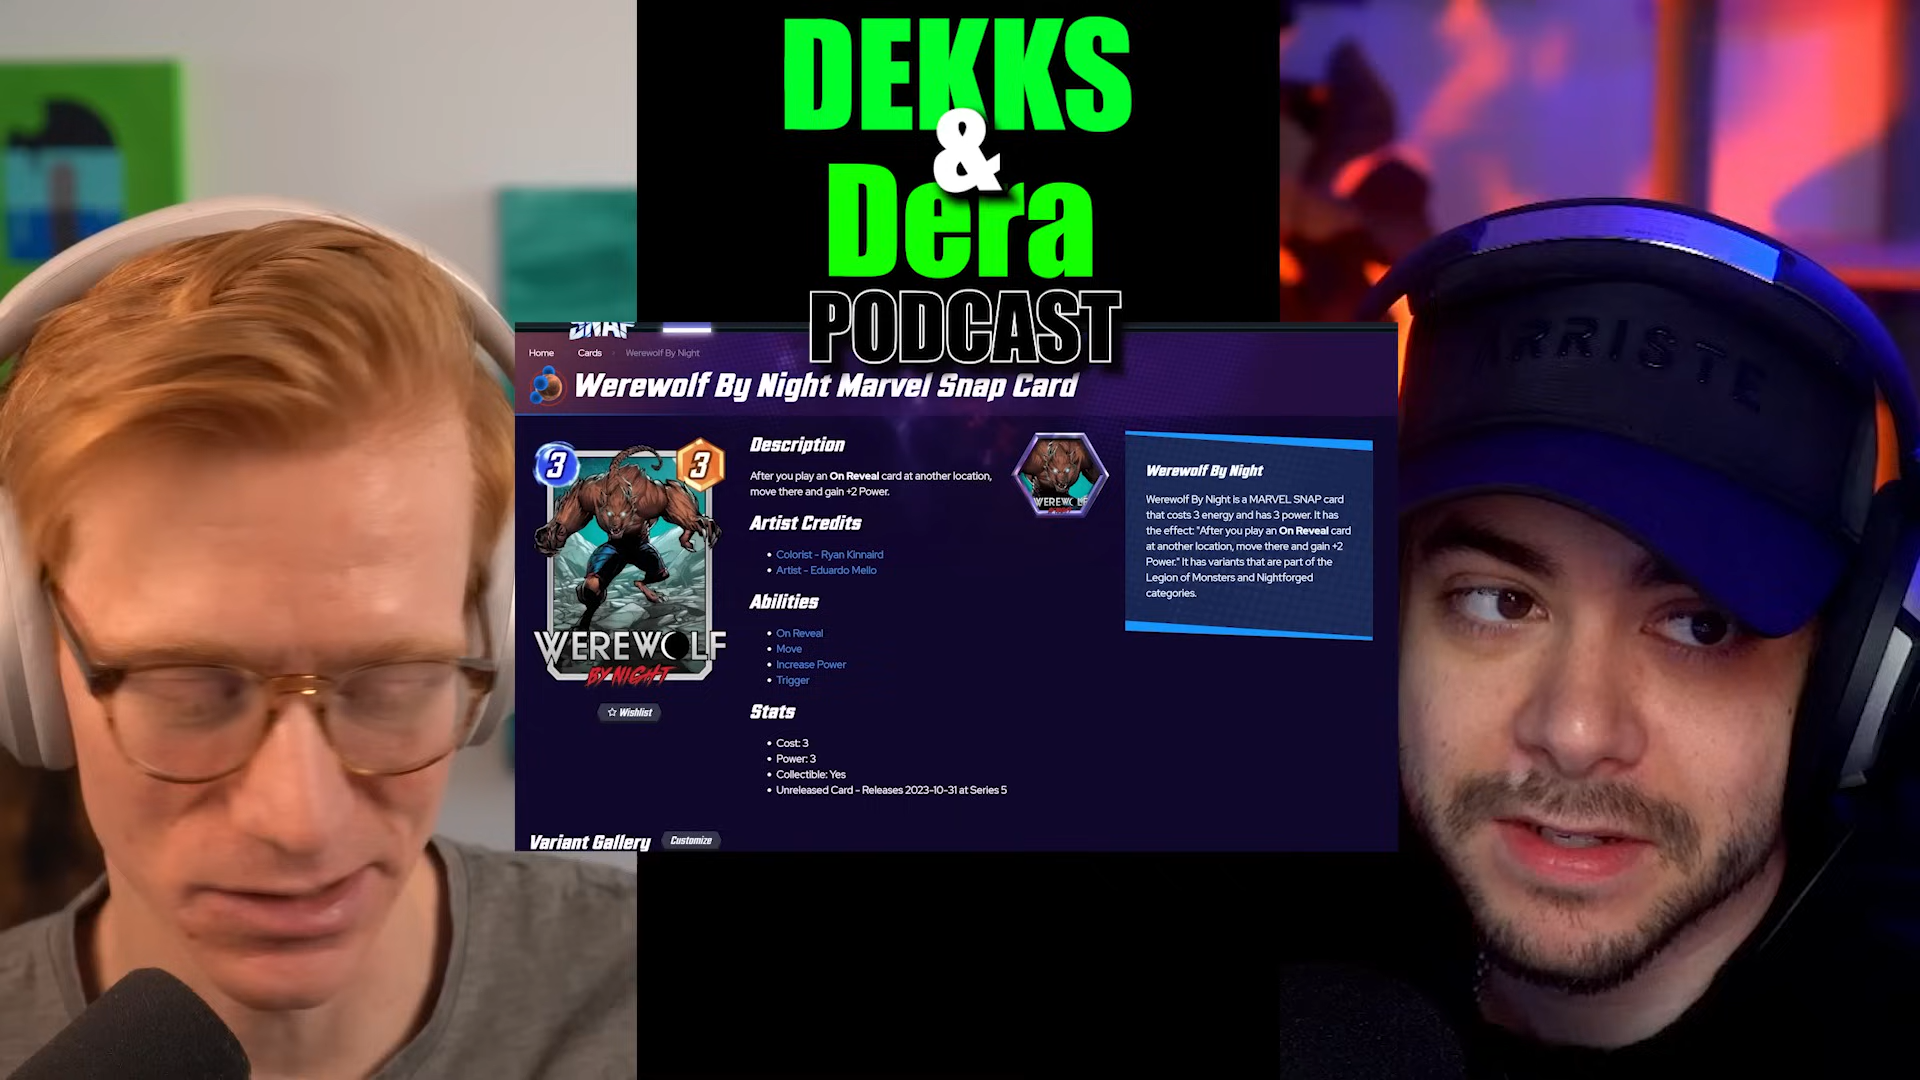 DEKKS
&
Dera
PODCAST
SNAP
Home Cards Werewolf By Night
Werewolf By Night Marvel Snap Card
3
3
WEREWOLF
BY NIGHT
Wishlist
Description
After you play an On Reveal card at another location,
move there and gain +2 Power.
Artist Credits
Colorist - Ryan Kinnaird
Artist - Eduardo Mello
Abilities
On Reveal
Move
Increase Power
Trigger
Stats
Cost: 3
Power: 3
Collectible: Yes
Unreleased Card - Releases 2023-10-31 at Series 5
WEREWOLF
BY NIGHT
Werewolf By Night
Werewolf By Night is a MARVEL SNAP card
that costs 3 energy and has 3 power. It has
the effect: "After you play an On Reveal card
at another location, move there and gain +2
Power." It has variants that are part of the
Legion of Monsters and Nightforged
categories.
Variant Gallery Customize